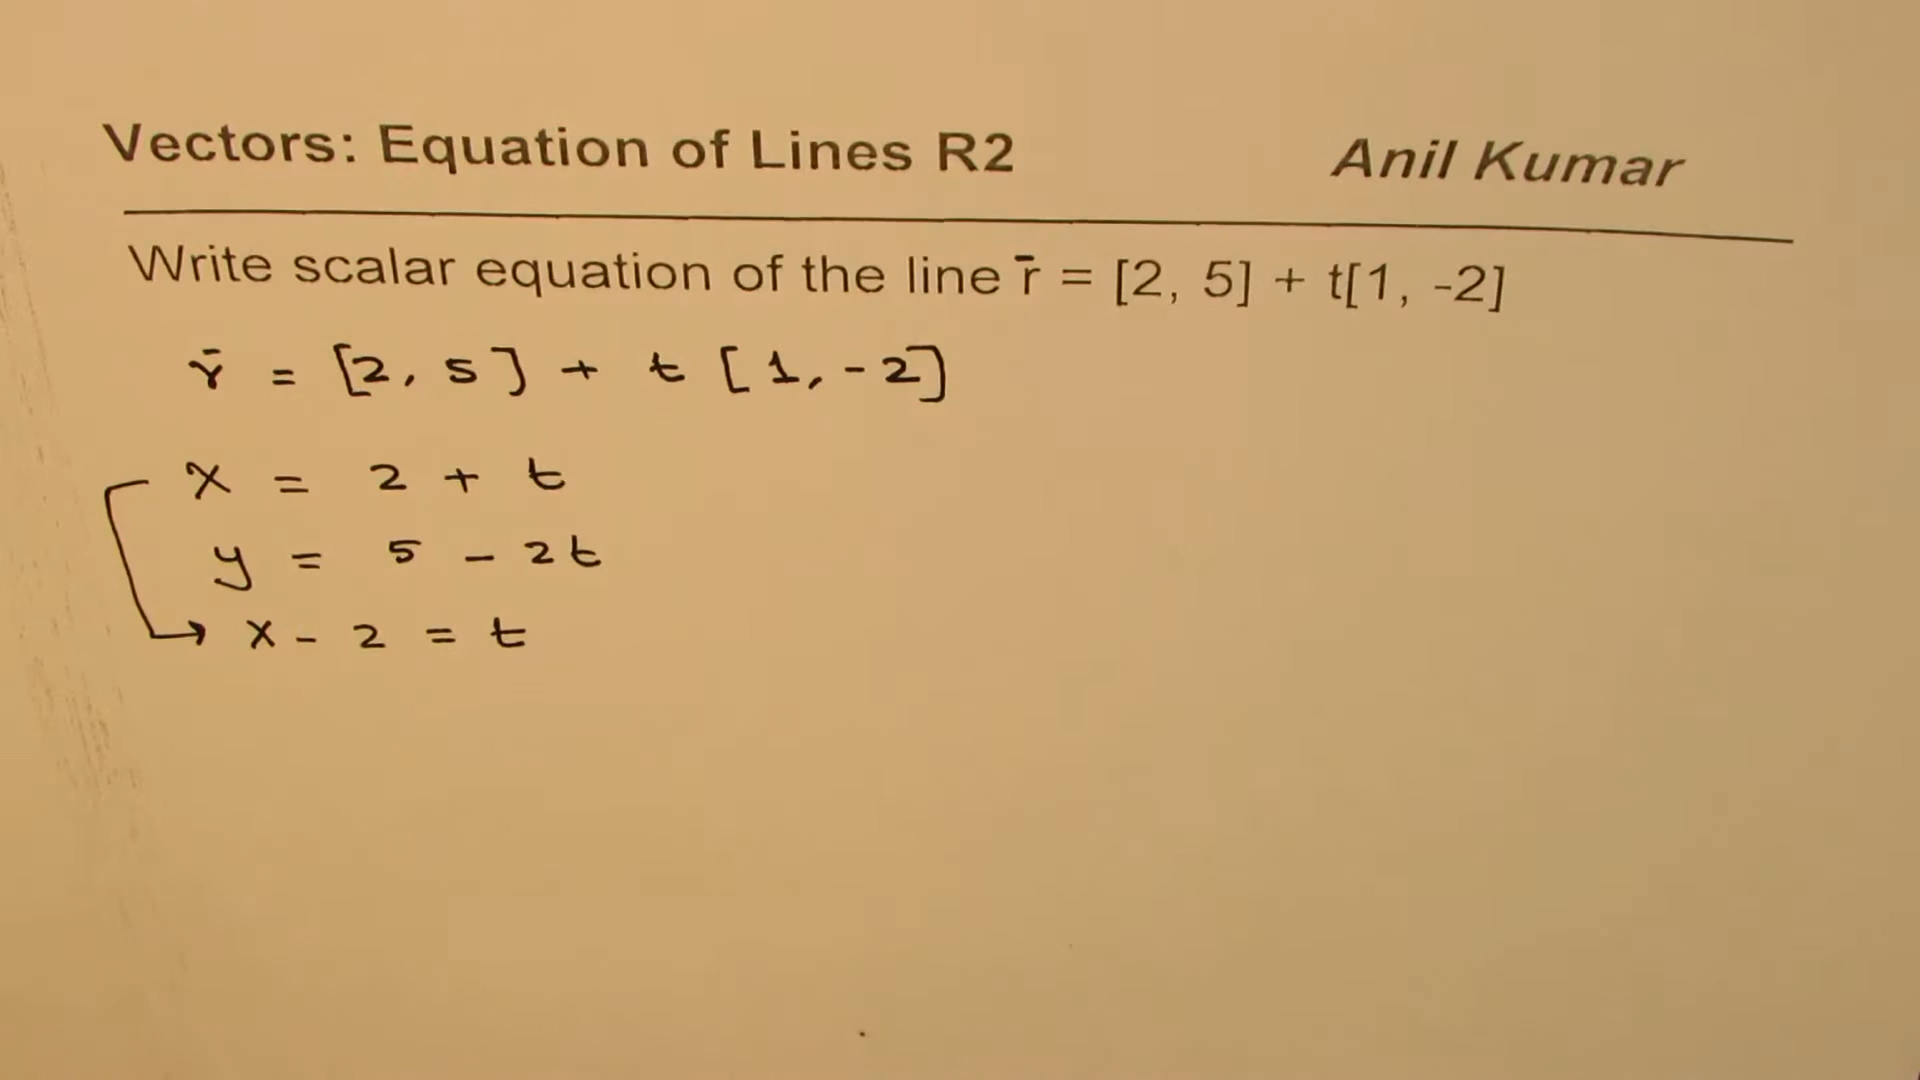 Vectors: Equation of Lines R2 Anil Kumar
Write scalar equation of the line r̄ = [2, 5] + t[1, -2]
r̄ = [2, 5] + t [1, -2]
x = 2 + t
y = 5 - 2t
→ x - 2 = t